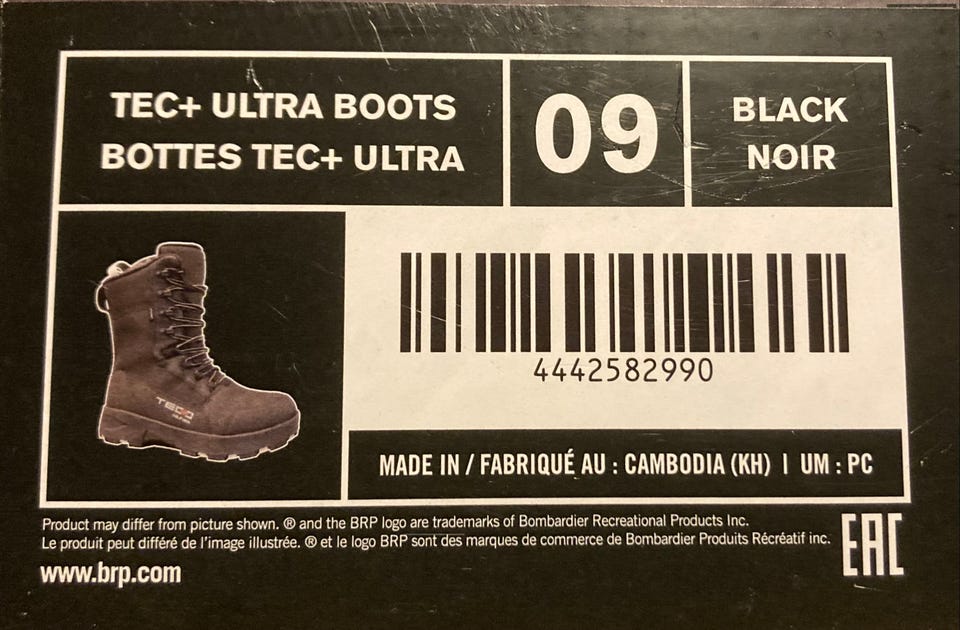 TEC+ ULTRA BOOTS
BOTTES TEC+ ULTRA
09
BLACK
NOIR
4442582990
MADE IN / FABRIQUÉ AU : CAMBODIA (KH) | UM : PC
Product may differ from picture shown. ® and the BRP logo are trademarks of Bombardier Recreational Products Inc.
Le produit peut différé de l'image illustrée. ® et le logo BRP sont des marques de commerce de Bombardier Produits Récréatif inc.
www.brp.com
EAC